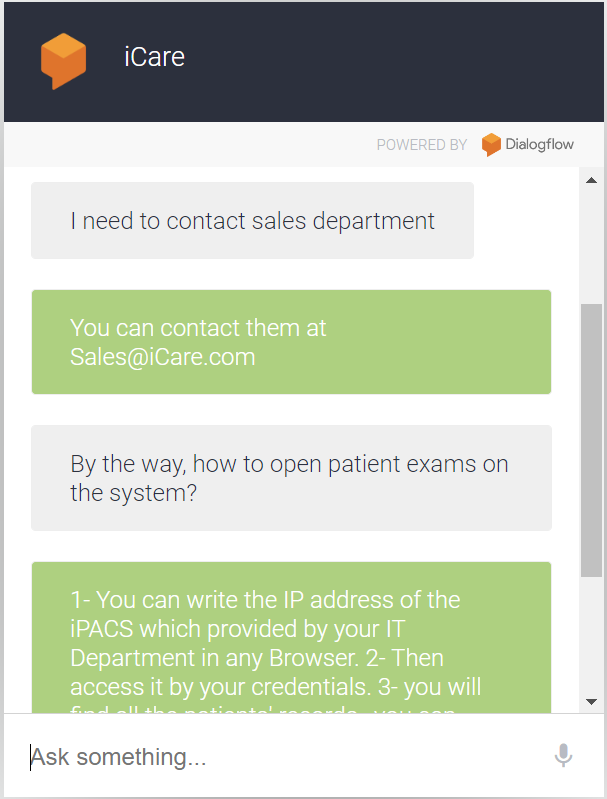 iCare
POWERED BY Dialogflow
I need to contact sales department
You can contact them at
Sales@iCare.com
By the way, how to open patient exams on
the system?
1- You can write the IP address of the
iPACS which provided by your IT
Department in any Browser. 2- Then
access it by your credentials. 3- you will
find all the patients' records, you can
Ask something...